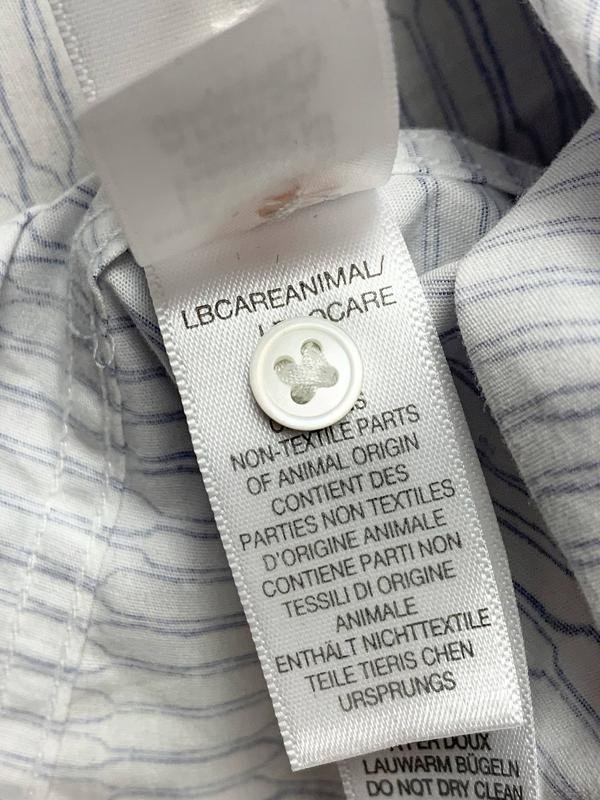 LBCAREANIMAL/
NON-TEXTILE PARTS
OF ANIMAL ORIGIN
CONTIENT DES
PARTIES NON TEXTILES
D'ORIGINE ANIMALE
CONTIENE PARTI NON
TESSILI DI ORIGINE
ANIMALE
ENTHÄLT NICHTTEXTILE
TEILE TIERIS CHEN
URSPRUNGS
DOUX
LAUWARM BÜGELN
DO NOT DRY CLEAN